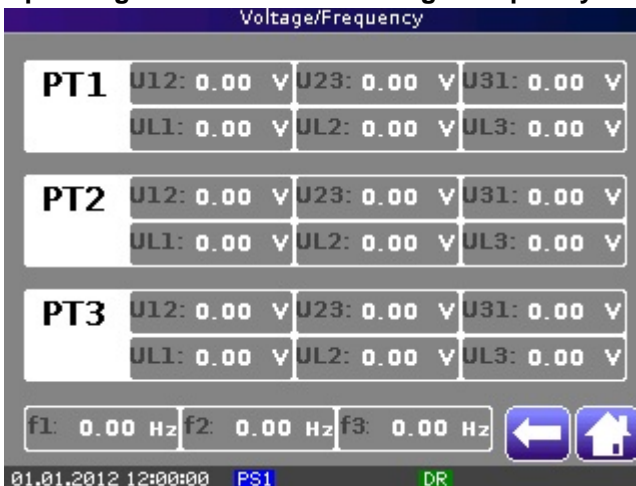 Voltage/Frequency
PT1 U12: 0.00 V U23: 0.00 V U31: 0.00 V
UL1: 0.00 V UL2: 0.00 V UL3: 0.00 V
PT2 U12: 0.00 V U23: 0.00 V U31: 0.00 V
UL1: 0.00 V UL2: 0.00 V UL3: 0.00 V
PT3 U12: 0.00 V U23: 0.00 V U31: 0.00 V
UL1: 0.00 V UL2: 0.00 V UL3: 0.00 V
f1: 0.00 Hz f2: 0.00 Hz f3: 0.00 Hz
01.01.2012 12:00:00 PS1 DR